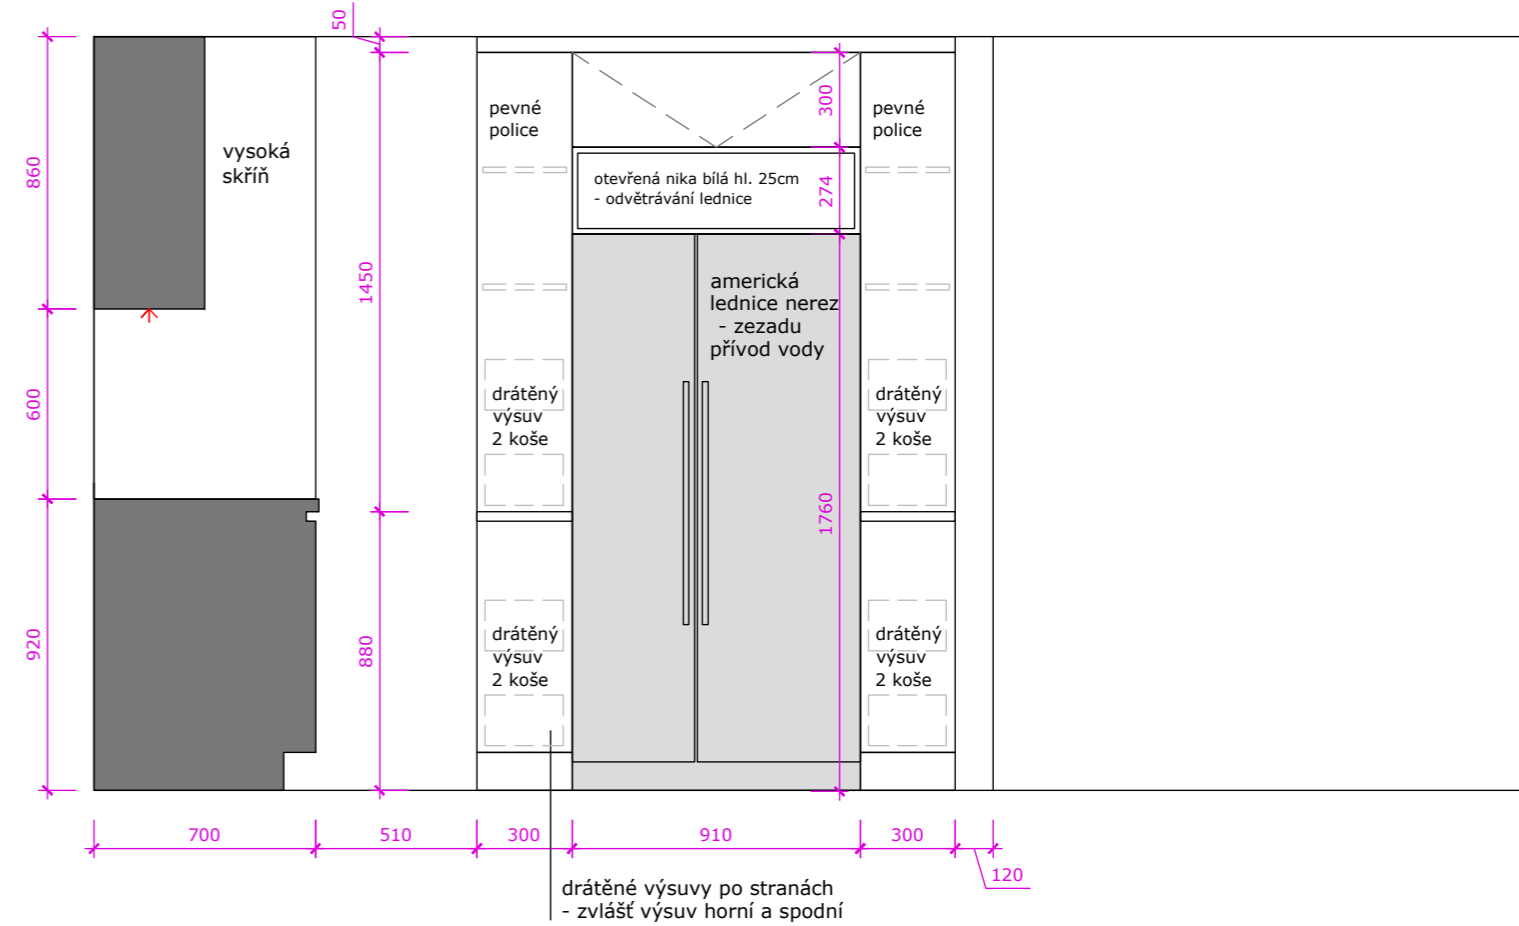 50
860
600
920
vysoká
skříň
1450
880
pevné
police
drátěný
výsuv
2 koše
drátěný
výsuv
2 koše
otevřená nika bílá hl. 25cm
- odvětrávání lednice
americká
lednice nerez
- zezadu
přívod vody
300
274
1760
pevné
police
drátěný
výsuv
2 koše
drátěný
výsuv
2 koše
700
510
300
910
300
120
drátěné výsuvy po stranách
- zvlášť výsuv horní a spodní